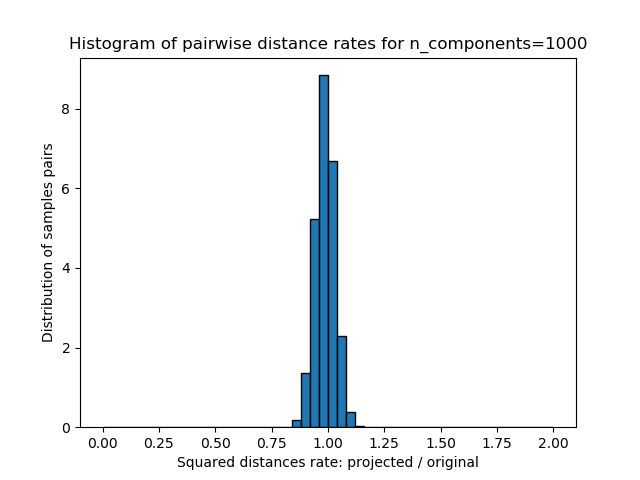 Histogram of pairwise distance rates for n_components=1000
Distribution of samples pairs
8
6
4
2
0
0.00 0.25 0.50 0.75 1.00 1.25 1.50 1.75 2.00
Squared distances rate: projected / original